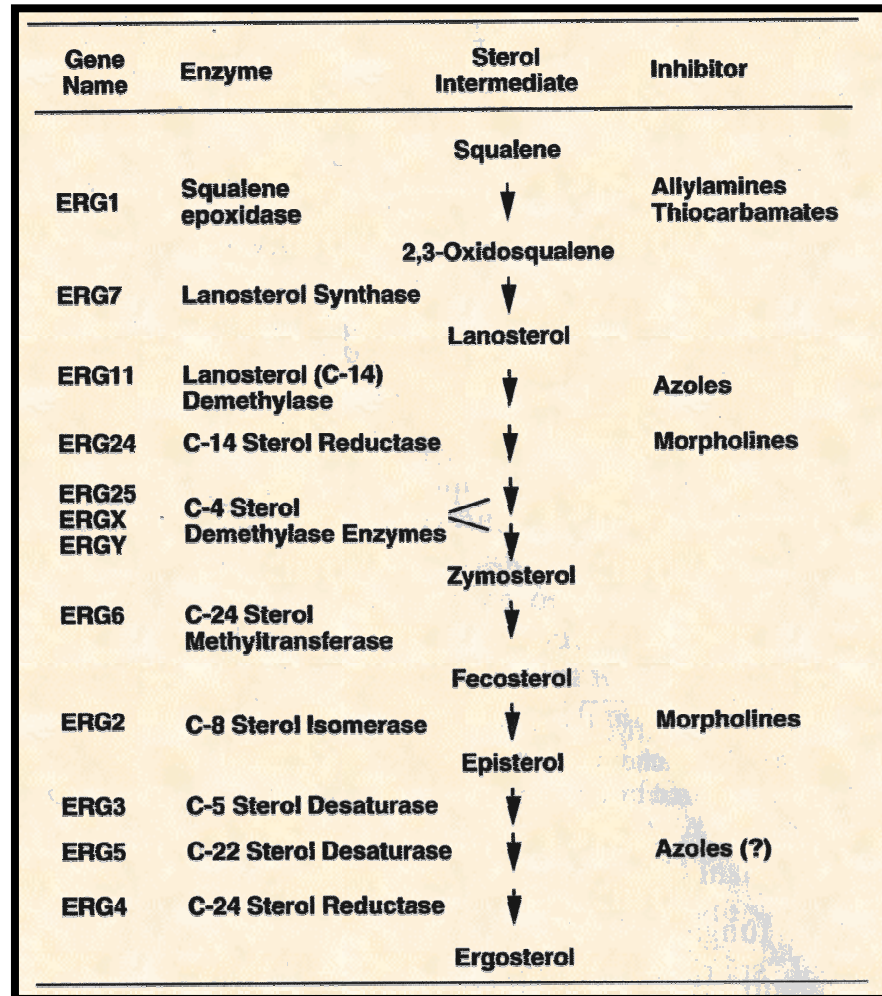 Gene Name Enzyme Sterol Intermediate Inhibitor
Squalene
ERG1 Squalene epoxidase Allylamines Thiocarbamates
2,3-Oxidosqualene
ERG7 Lanosterol Synthase
Lanosterol
ERG11 Lanosterol (C-14) Demethylase Azoles
ERG24 C-14 Sterol Reductase Morpholines
ERG25
ERGX C-4 Sterol
ERGY Demethylase Enzymes
Zymosterol
ERG6 C-24 Sterol Methyltransferase
Fecosterol
ERG2 C-8 Sterol Isomerase Morpholines
Episterol
ERG3 C-5 Sterol Desaturase
ERG5 C-22 Sterol Desaturase Azoles (?)
ERG4 C-24 Sterol Reductase
Ergosterol